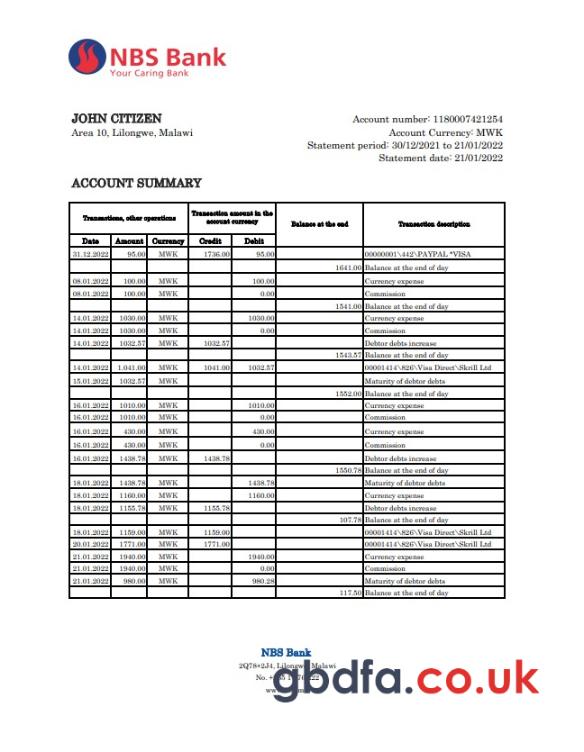 NBS Bank
Your Caring Bank
JOHN CITIZEN
Area 10, Lilongwe, Malawi
Account number: 1180007421254
Account Currency: MWK
Statement period: 30/12/2021 to 21/01/2022
Statement date: 21/01/2022
ACCOUNT SUMMARY
Transactions, other operations Transaction amount in the account currency Balance at the end Transaction description
Date Amount Currency Credit Debit
31.12.2022 95.00 MWK 1736.00 95.00 00000001\442\PAYPAL *VISA
1641.00 Balance at the end of day
08.01.2022 100.00 MWK 100.00 Currency expense
08.01.2022 100.00 MWK 0.00 Commission
1541.00 Balance at the end of day
14.01.2022 1030.00 MWK 1030.00 Currency expense
14.01.2022 1030.00 MWK 0.00 Commission
14.01.2022 1032.57 MWK 1032.57 Debtor debts increase
1543.57 Balance at the end of day
14.01.2022 1.041.00 MWK 1041.00 1032.57 00001414\826\Visa Direct\Skrill Ltd
15.01.2022 1032.57 MWK Maturity of debtor debts
1552.00 Balance at the end of day
16.01.2022 1010.00 MWK 1010.00 Currency expense
16.01.2022 1010.00 MWK 0.00 Commission
16.01.2022 430.00 MWK 430.00 Currency expense
16.01.2022 430.00 MWK 0.00 Commission
16.01.2022 1438.78 MWK 1438.78 Debtor debts increase
1550.78 Balance at the end of day
18.01.2022 1438.78 MWK 1438.78 Maturity of debtor debts
18.01.2022 1160.00 MWK 1160.00 Currency expense
18.01.2022 1155.78 MWK 1155.78 Debtor debts increase
107.78 Balance at the end of day
18.01.2022 1159.00 MWK 1159.00 00001414\826\Visa Direct\Skrill Ltd
20.01.2022 1771.00 MWK 1771.00 00001414\826\Visa Direct\Skrill Ltd
21.01.2022 1940.00 MWK 1940.00 Currency expense
21.01.2022 1940.00 MWK 0.00 Commission
21.01.2022 980.00 MWK 980.28 Maturity of debtor debts
117.50 Balance at the end of day
NBS Bank
2Q78+2J4, Lilongwe, Malawi
No.
gbdfa.co.uk